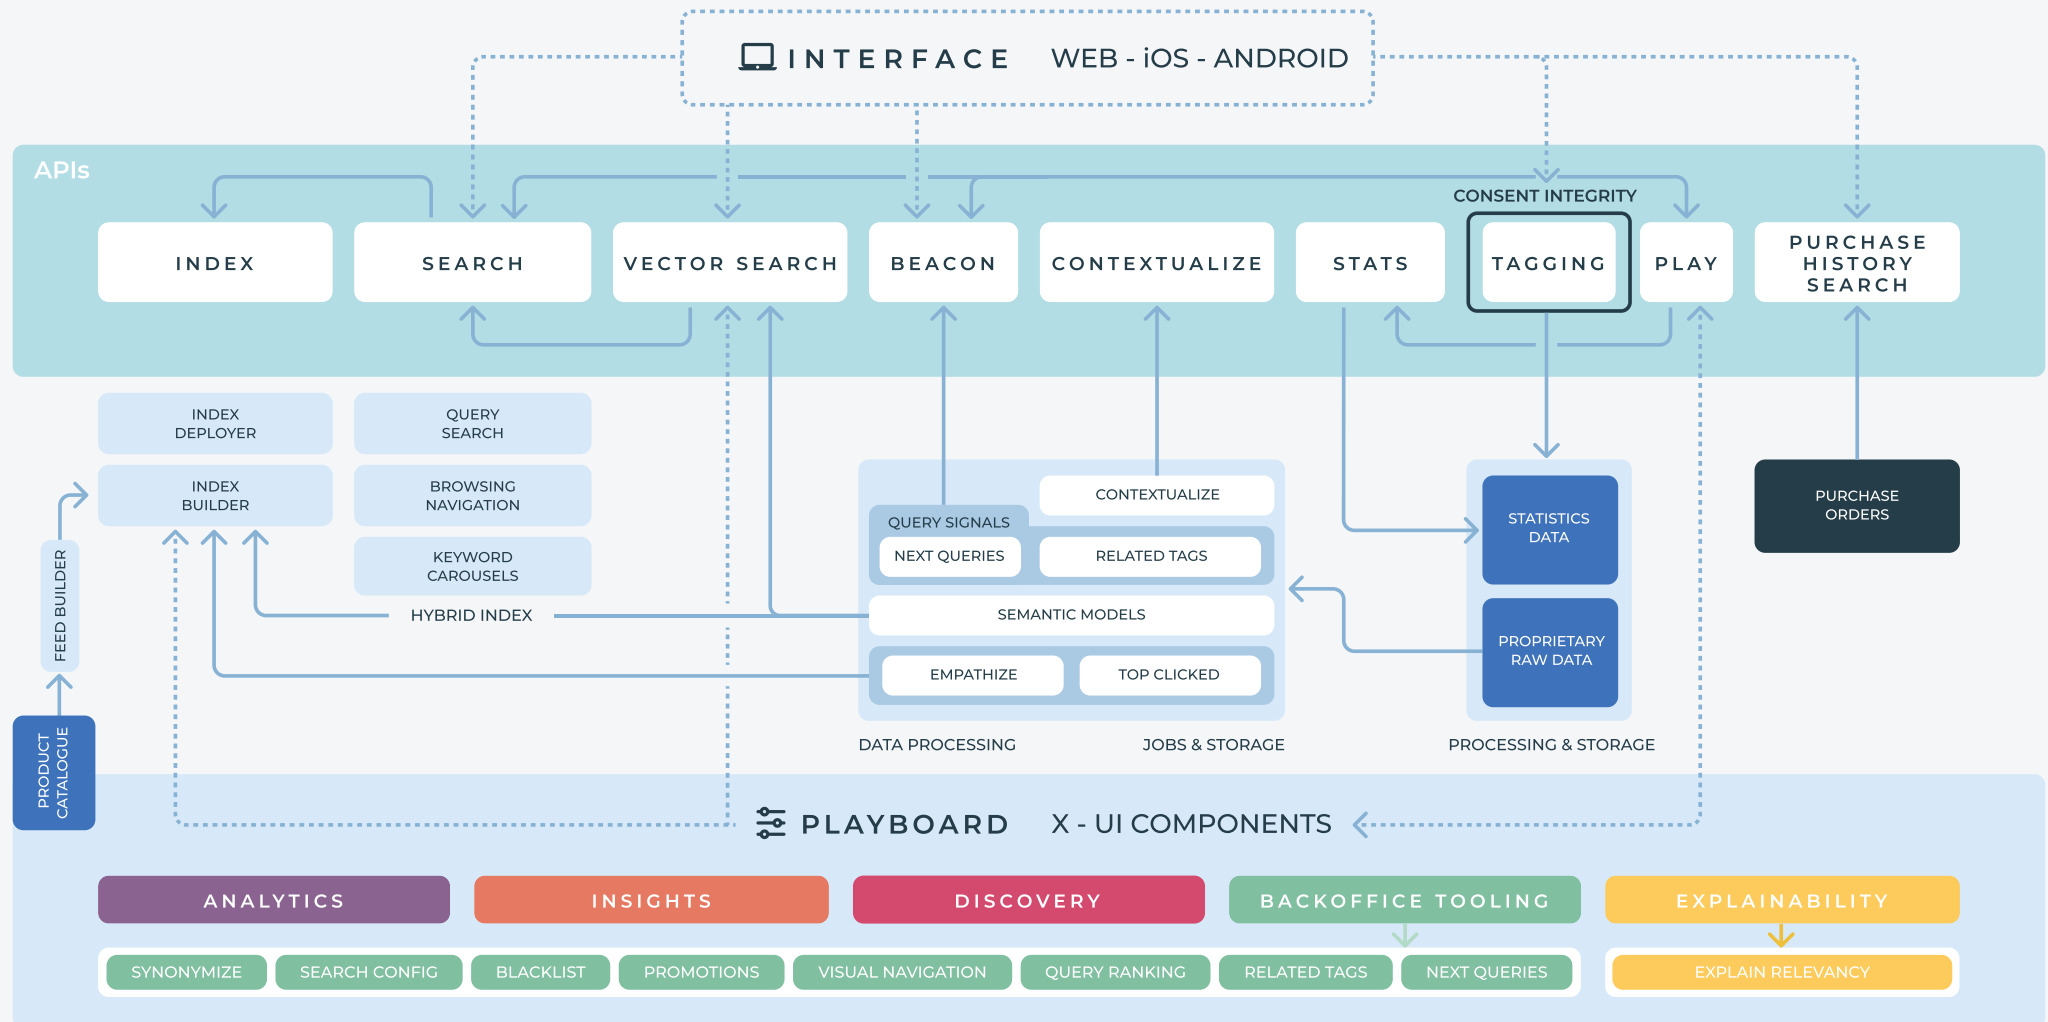 INTERFACE WEB - iOS - ANDROID
APIs
CONSENT INTEGRITY
INDEX
SEARCH
VECTOR SEARCH
BEACON
CONTEXTUALIZE
STATS
TAGGING
PLAY
PURCHASE
HISTORY
SEARCH
INDEX
DEPLOYER
QUERY
SEARCH
INDEX
BUILDER
BROWSING
NAVIGATION
KEYWORD
CAROUSELS
FEED BUILDER
HYBRID INDEX
PRODUCT
CATALOGUE
CONTEXTUALIZE
QUERY SIGNALS
NEXT QUERIES
RELATED TAGS
SEMANTIC MODELS
EMPATHIZE
TOP CLICKED
DATA PROCESSING
JOBS & STORAGE
STATISTICS
DATA
PROPRIETARY
RAW DATA
PROCESSING & STORAGE
PURCHASE
ORDERS
PLAYBOARD X - UI COMPONENTS
ANALYTICS
INSIGHTS
DISCOVERY
BACKOFFICE TOOLING
EXPLAINABILITY
SYNONYMIZE
SEARCH CONFIG
BLACKLIST
PROMOTIONS
VISUAL NAVIGATION
QUERY RANKING
RELATED TAGS
NEXT QUERIES
EXPLAIN RELEVANCY